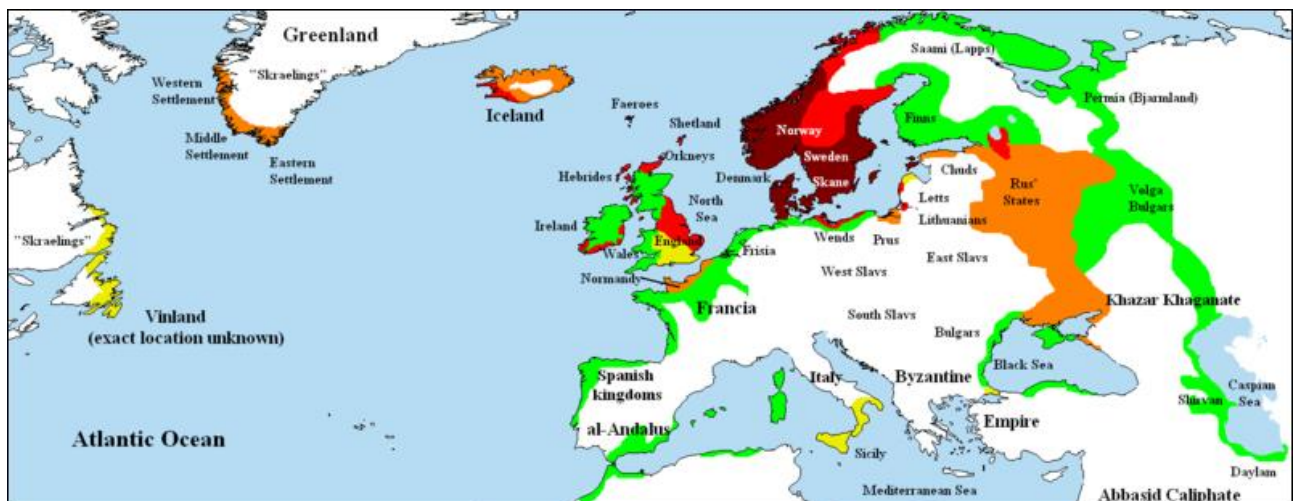 Greenland
"Skraelings"
Western
Settlement
Middle
Settlement
Eastern
Settlement
"Skraelings"
Vinland
(exact location unknown)
Atlantic Ocean
Iceland
Faeroes
Shetland
Orkneys
Hebrides
North
Sea
Ireland
England
Wales
Normandy
Frisia
Francia
Norway
Sweden
Skane
Denmark
Saami (Lapps)
Finns
Permia (Bjarmland)
Chuds
Letts
Lithuanians
Prus
Wends
Rus'
States
Volga
Bulgars
West Slavs
East Slavs
South Slavs
Bulgars
Khazar Khaganate
Black Sea
Spanish
kingdoms
al-Andalus
Italy
Sicily
Byzantine
Empire
Shirvan
Caspian
Sea
Daylam
Mediterranean Sea
Abbasid Caliphate